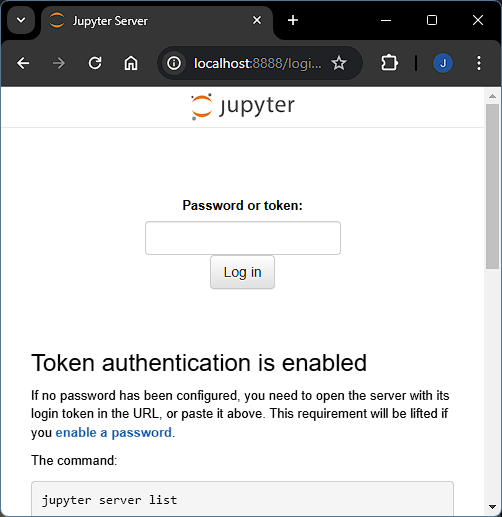 Jupyter Server
localhost:8888/logi...
J
jupyter
Password or token:
Log in
Token authentication is enabled
If no password has been configured, you need to open the server with its
login token in the URL, or paste it above. This requirement will be lifted if
you enable a password.
The command:
jupyter server list